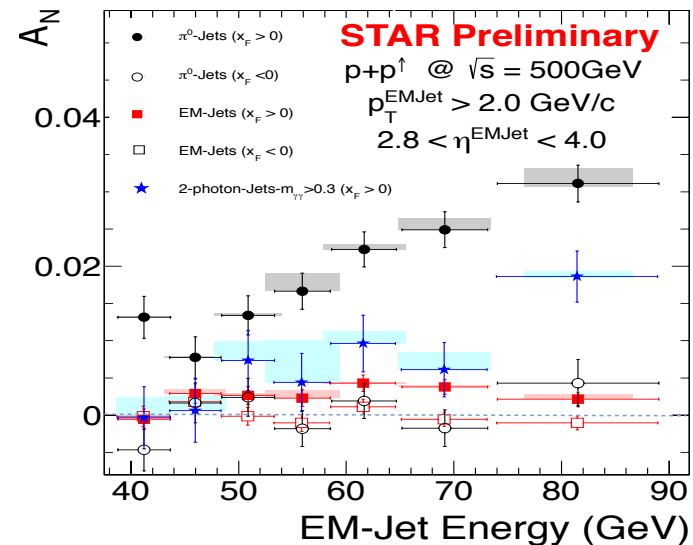 A_N
π⁰-Jets (x_F > 0)
π⁰-Jets (x_F <0)
EM-Jets (x_F > 0)
EM-Jets (x_F < 0)
2-photon-Jets-m_γγ>0.3 (x_F > 0)
STAR Preliminary
p+p↑ @ √s = 500GeV
p_T^EMJet > 2.0 GeV/c
2.8 < η^EMJet < 4.0
0.04
0.02
0
40 50 60 70 80 90
EM-Jet Energy (GeV)